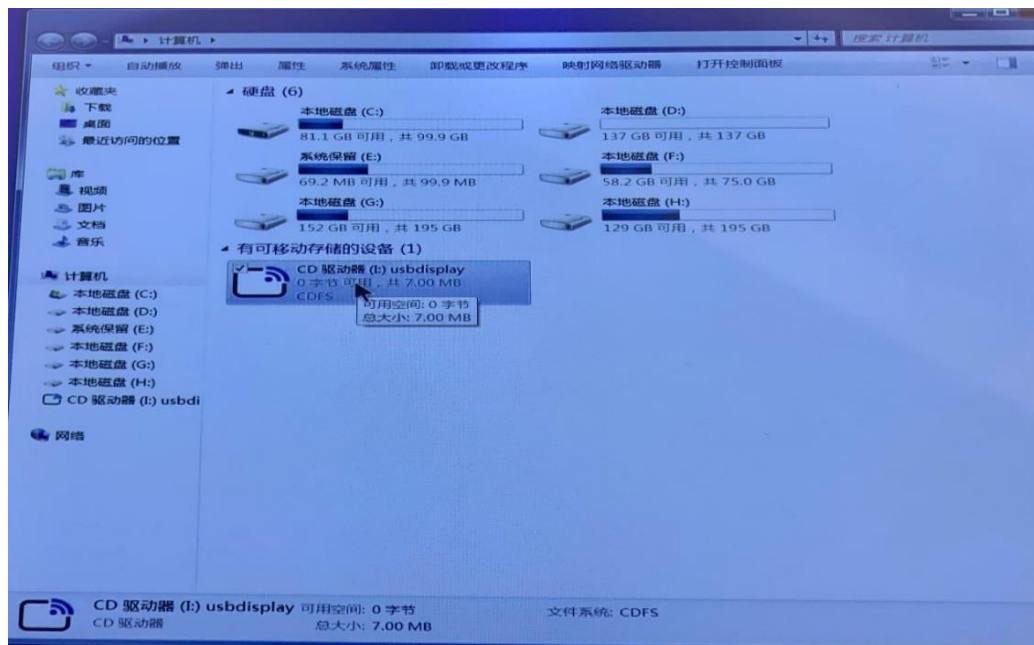 计算机
搜索 计算机
组织 自动播放 弹出 属性 系统属性 卸载或更改程序 映射网络驱动器 打开控制面板
收藏夹
下载
桌面
最近访问的位置
库
视频
图片
文档
音乐
计算机
本地磁盘 (C:)
本地磁盘 (D:)
系统保留 (E:)
本地磁盘 (F:)
本地磁盘 (G:)
本地磁盘 (H:)
CD 驱动器 (I:) usbdi
网络
硬盘 (6)
本地磁盘 (C:)
81.1 GB 可用，共 99.9 GB
本地磁盘 (D:)
137 GB 可用，共 137 GB
系统保留 (E:)
69.2 MB 可用，共 99.9 MB
本地磁盘 (F:)
58.2 GB 可用，共 75.0 GB
本地磁盘 (G:)
152 GB 可用，共 195 GB
本地磁盘 (H:)
129 GB 可用，共 195 GB
有可移动存储的设备 (1)
CD 驱动器 (I:) usbdisplay
0 字节 可用，共 7.00 MB
CDFS
可用空间: 0 字节
总大小: 7.00 MB
CD 驱动器 (I:) usbdisplay 可用空间: 0 字节 文件系统: CDFS
CD 驱动器 总大小: 7.00 MB